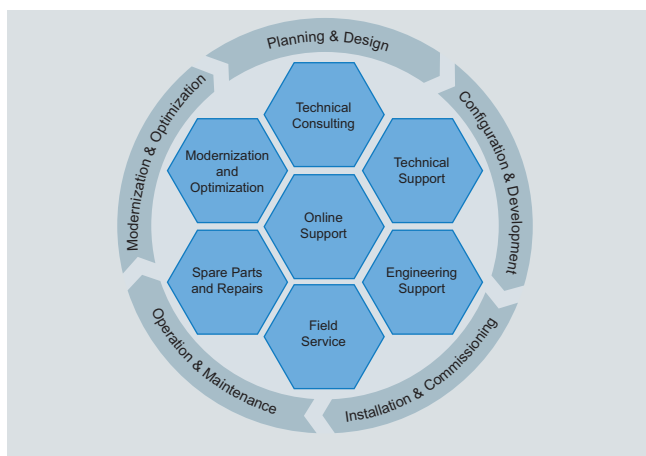 Planning & Design
Configuration & Development
Installation & Commissioning
Operation & Maintenance
Modernization & Optimization
Technical
Consulting
Technical
Support
Engineering
Support
Field
Service
Spare Parts
and Repairs
Modernization
and
Optimization
Online
Support